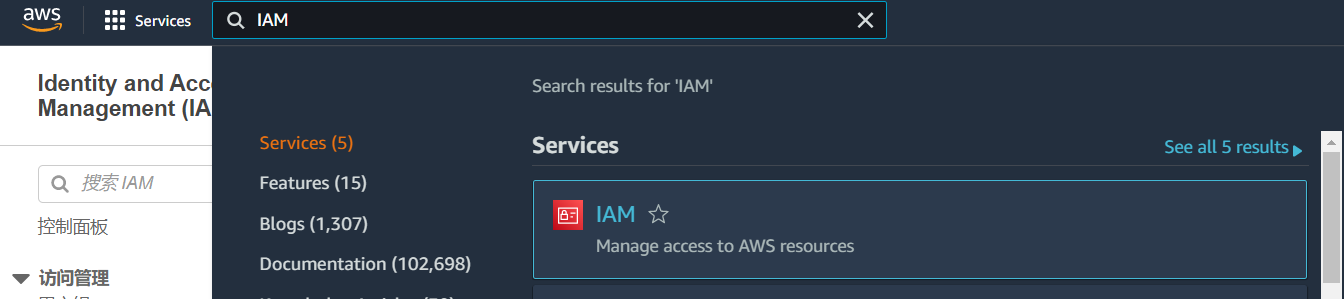 aws
Services
IAM
Identity and Acc
Management (IA
搜索 IAM
控制面板
访问管理
Search results for 'IAM'
Services (5)
Features (15)
Blogs (1,307)
Documentation (102,698)
Services
See all 5 results
IAM
Manage access to AWS resources